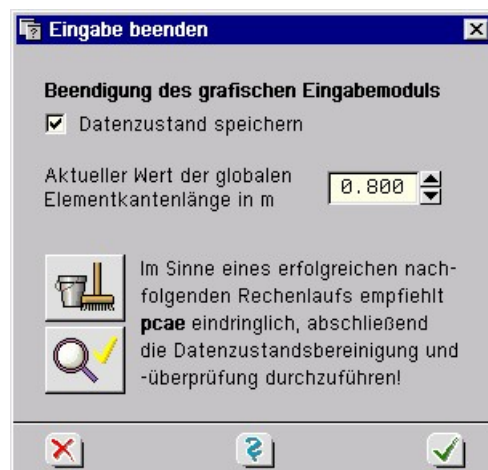 Eingabe beenden
Beendigung des grafischen Eingabemoduls
Datenzustand speichern
Aktueller Wert der globalen
Elementkantenlänge in m
0.800
Im Sinne eines erfolgreichen nach-
folgenden Rechenlaufs empfiehlt
pcae eindringlich, abschließend
die Datenzustandsbereinigung und
-überprüfung durchzuführen!